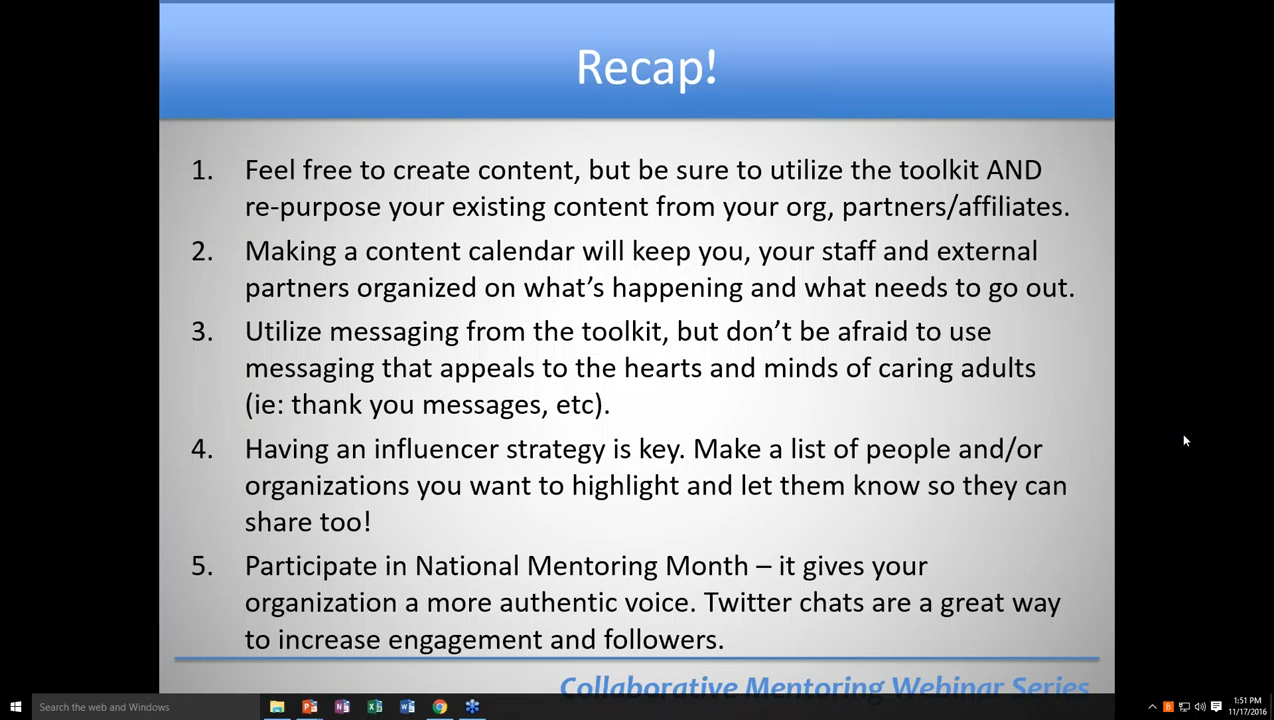 Recap!
1. Feel free to create content, but be sure to utilize the toolkit AND
re-purpose your existing content from your org, partners/affiliates.
2. Making a content calendar will keep you, your staff and external
partners organized on what’s happening and what needs to go out.
3. Utilize messaging from the toolkit, but don’t be afraid to use
messaging that appeals to the hearts and minds of caring adults
(ie: thank you messages, etc).
4. Having an influencer strategy is key. Make a list of people and/or
organizations you want to highlight and let them know so they can
share too!
5. Participate in National Mentoring Month – it gives your
organization a more authentic voice. Twitter chats are a great way
to increase engagement and followers.
Collaborative Mentoring Webinar Series
Search the web and Windows
1:51 PM
11/17/2016